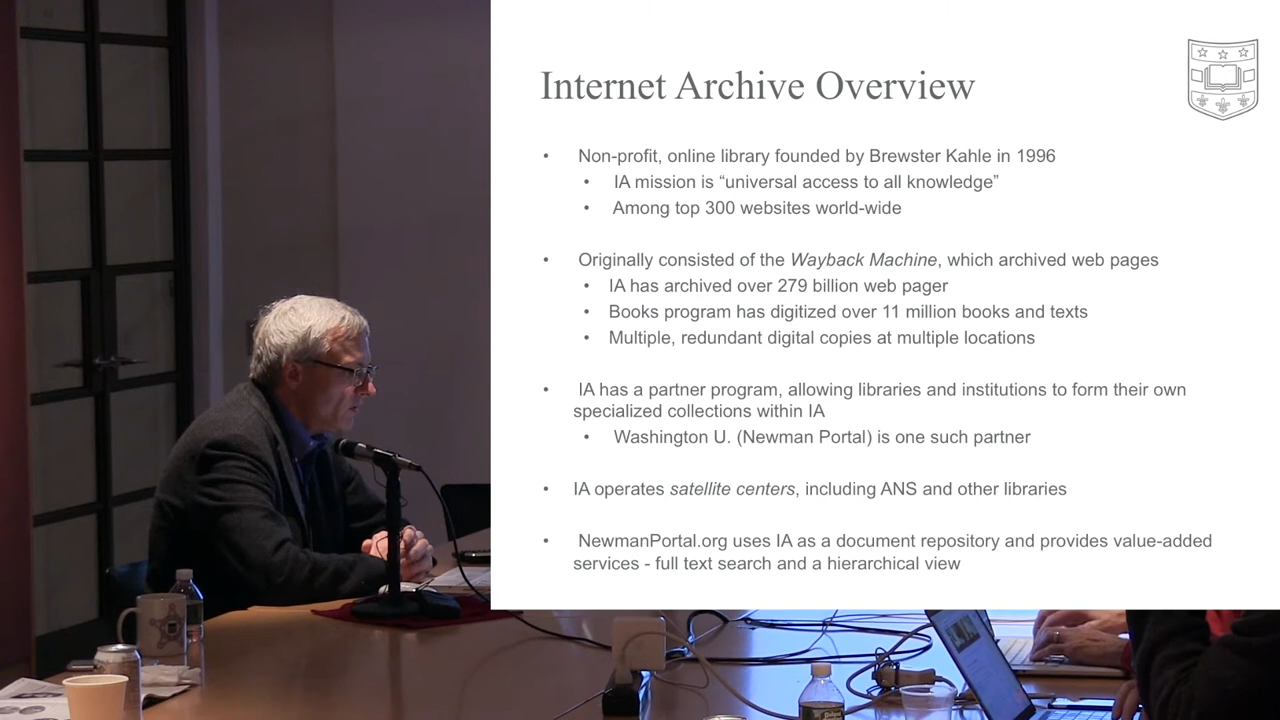 Internet Archive Overview
• Non-profit, online library founded by Brewster Kahle in 1996
• IA mission is “universal access to all knowledge”
• Among top 300 websites world-wide
• Originally consisted of the Wayback Machine, which archived web pages
• IA has archived over 279 billion web pager
• Books program has digitized over 11 million books and texts
• Multiple, redundant digital copies at multiple locations
• IA has a partner program, allowing libraries and institutions to form their own
specialized collections within IA
• Washington U. (Newman Portal) is one such partner
• IA operates satellite centers, including ANS and other libraries
• NewmanPortal.org uses IA as a document repository and provides value-added
services - full text search and a hierarchical view